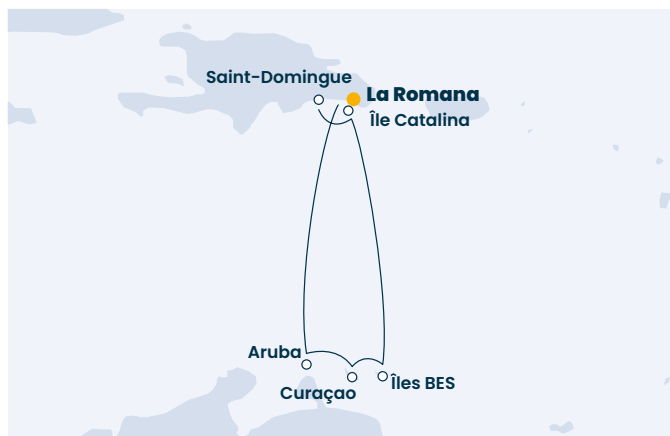 Saint-Domingue
La Romana
Île Catalina
Aruba
Îles BES
Curaçao